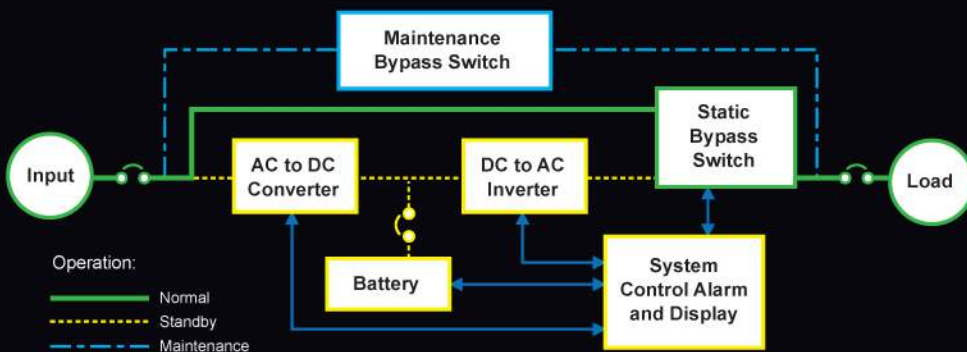 Maintenance
Bypass Switch
Static
Bypass
Switch
Input
AC to DC
Converter
DC to AC
Inverter
Load
Battery
System
Control Alarm
and Display
Operation:
Normal
Standby
Maintenance